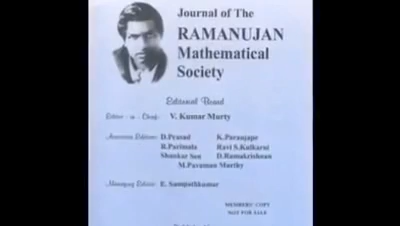 Journal of The
RAMANUJAN
Mathematical
Society
Editorial Board
Editor - in - Chief: V. Kumar Murty
Associate Editors: D.Prasad K.Paranjape
R.Parimala Ravi S.Kulkarni
Shankar Sen D.Ramakrishnan
M.Pavaman Murthy
Managing Editor: E. Sampathkumar
MEMBERS' COPY
NOT FOR SALE